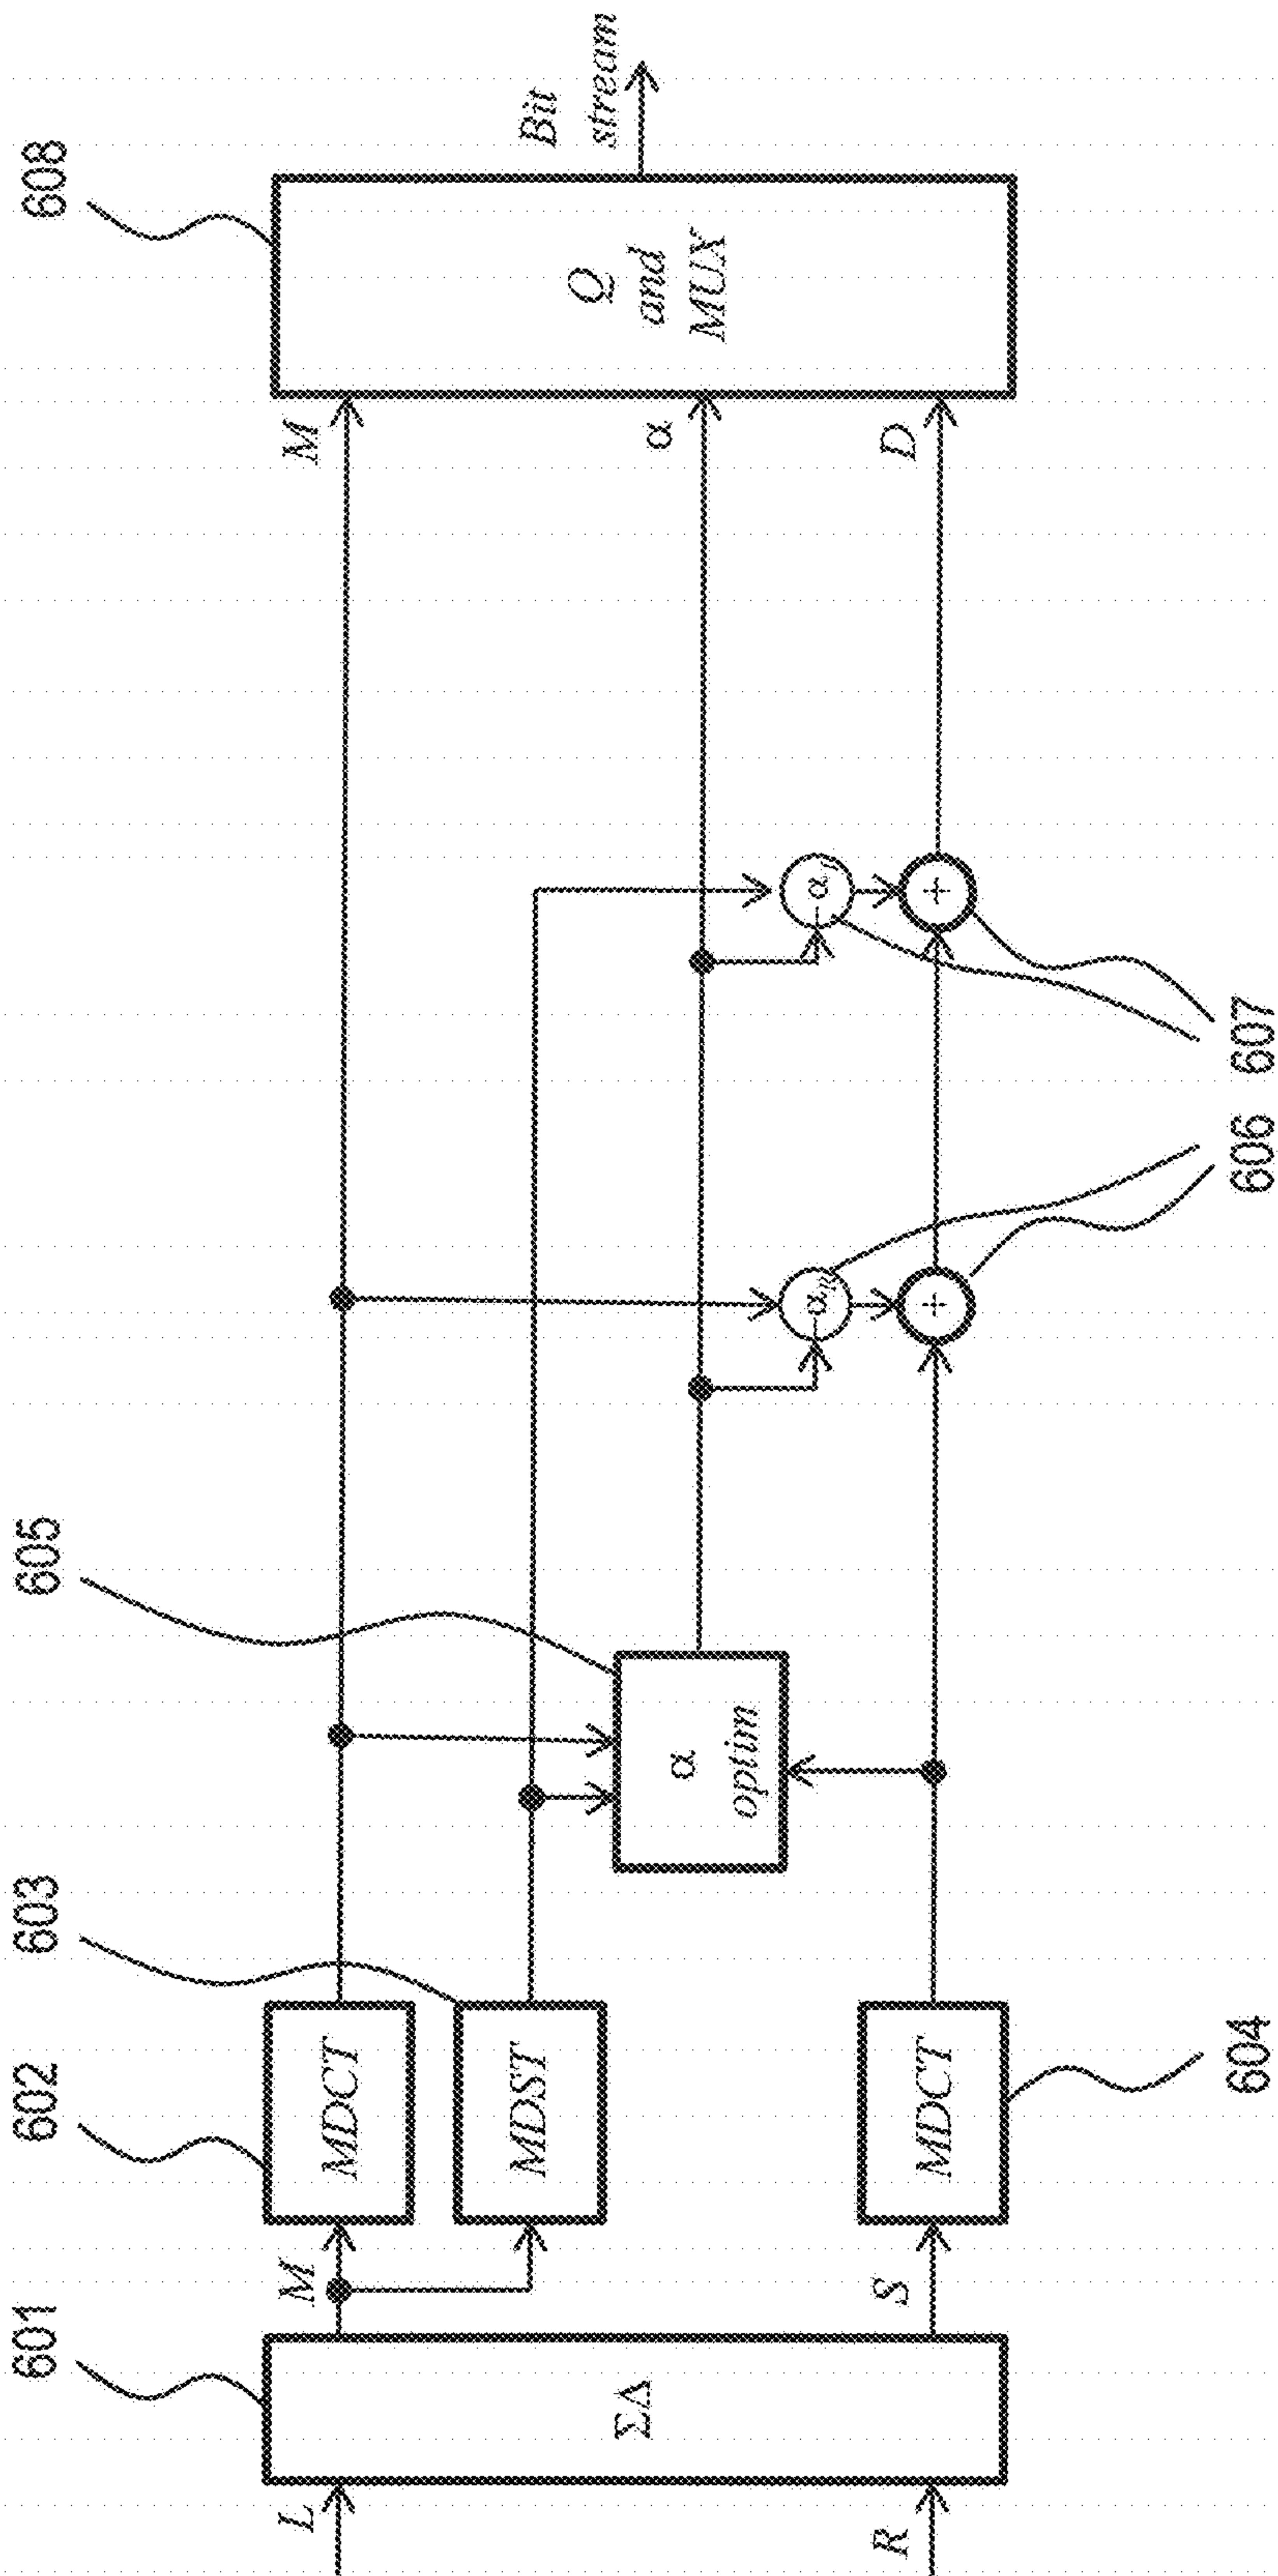 L
R
601
ΣΔ
M
S
602
MDCT
603
MDST
604
MDCT
605
α
optim
606
607
M
α
D
608
Q
and
MUX
Bit
stream